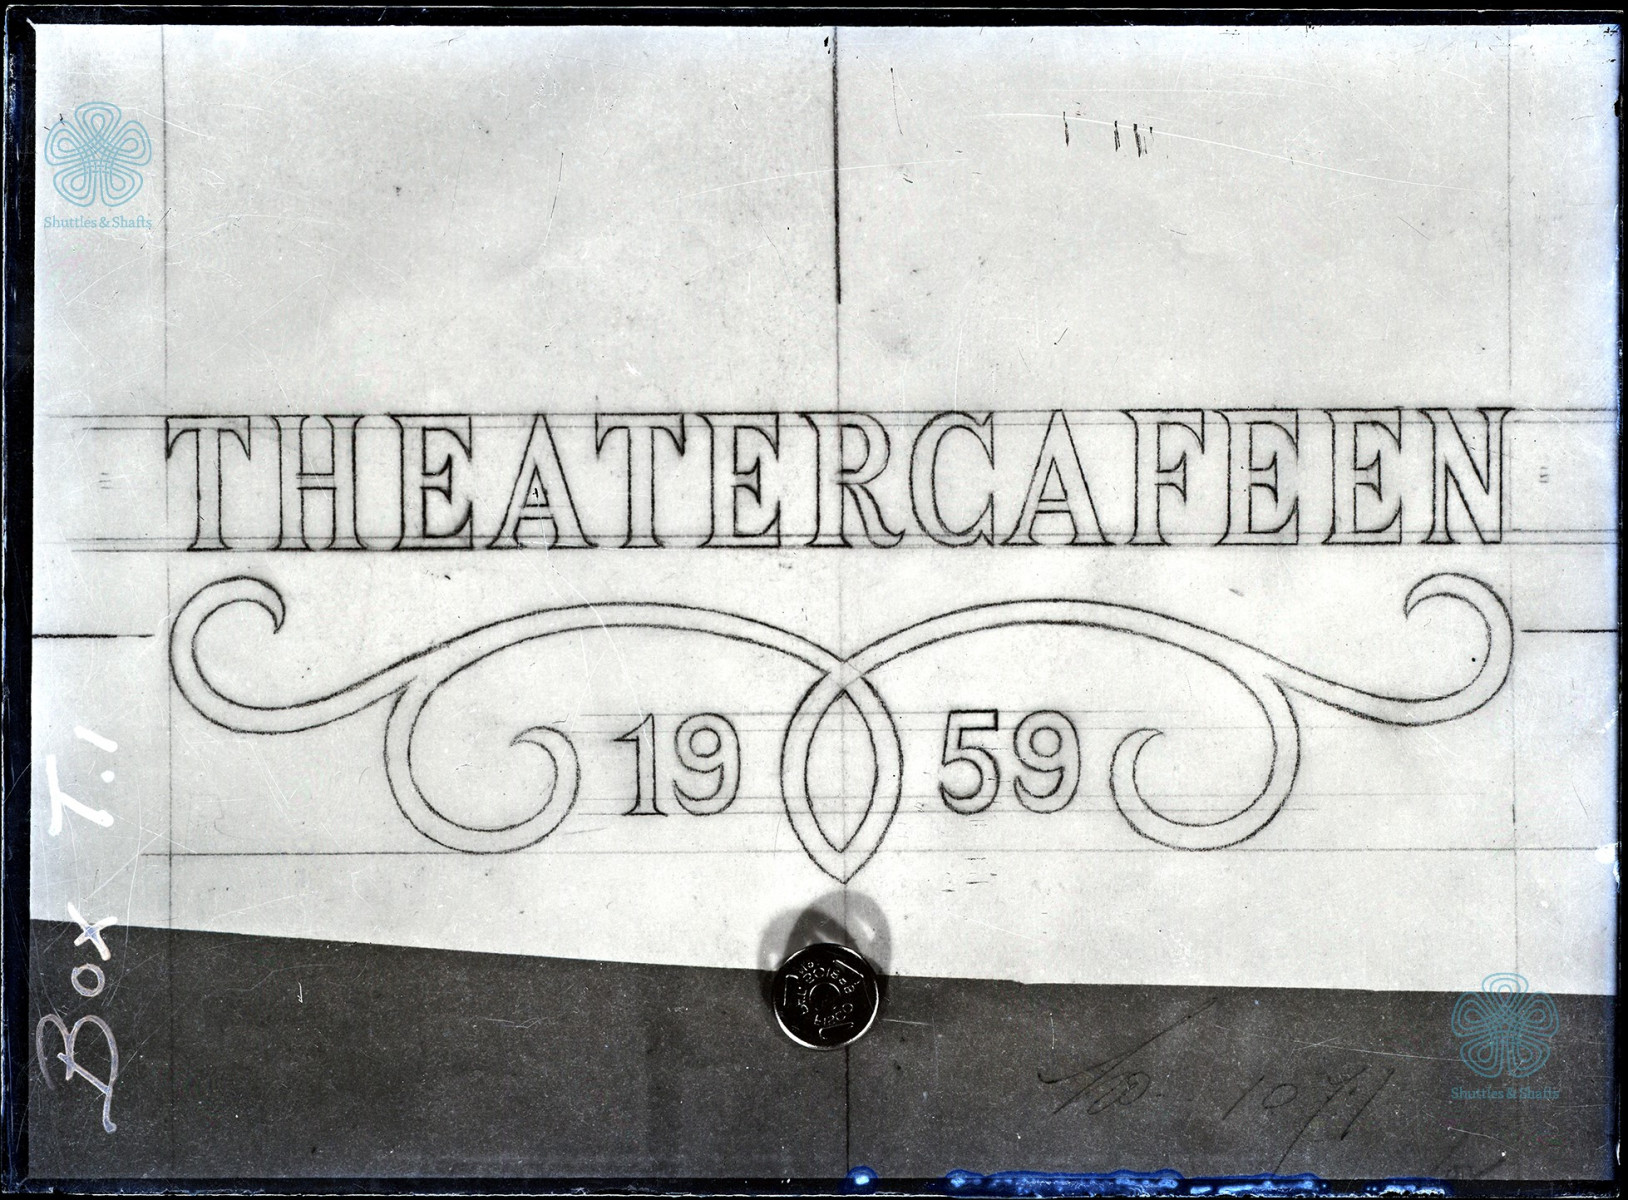 Shuttles & Shafts
THEATERCAFEEN
19 59
Box T.1
Shuttles & Shafts